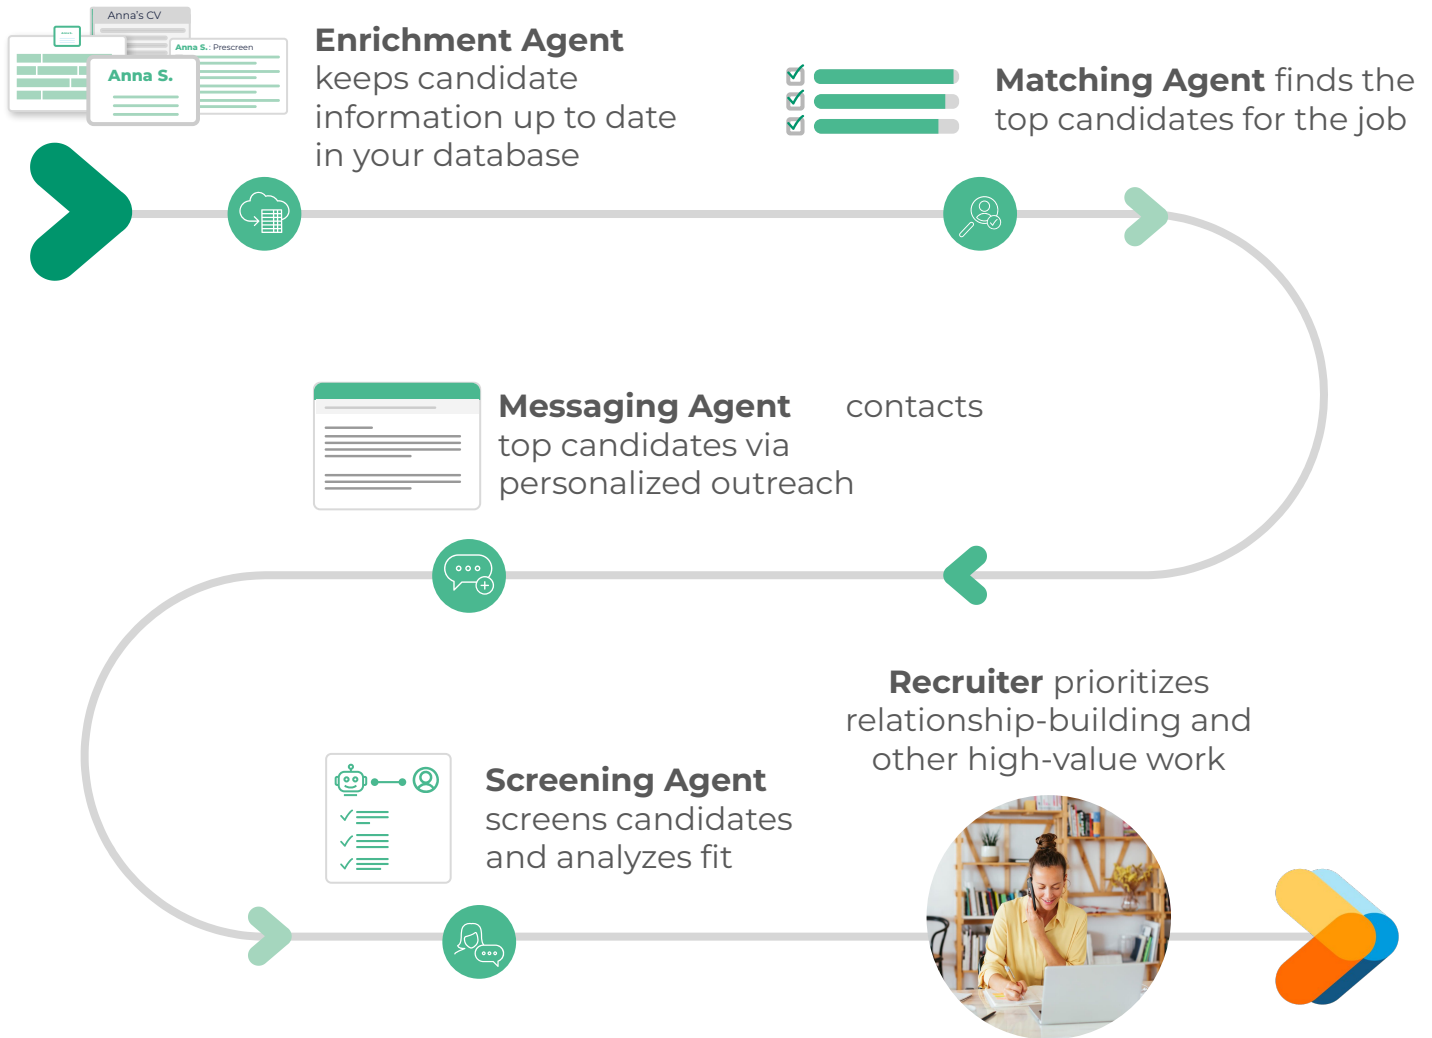 Anna's CV
Anna S.: Prescreen
Anna S.
Enrichment Agent
keeps candidate
information up to date
in your database
Matching Agent finds the
top candidates for the job
Messaging Agent contacts
top candidates via
personalized outreach
Recruiter prioritizes
relationship-building and
other high-value work
Screening Agent
screens candidates
and analyzes fit